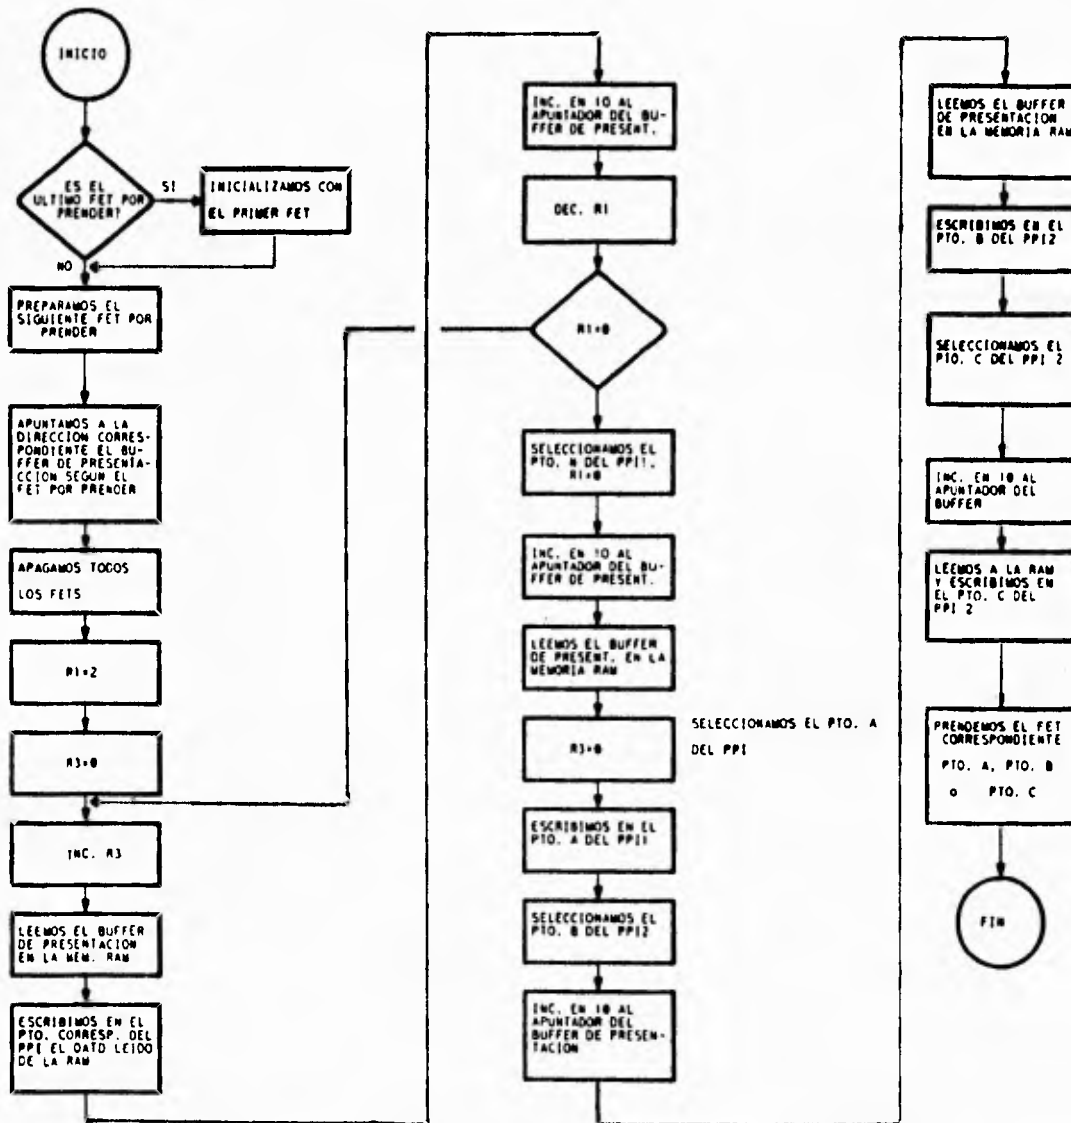 INICIO
ES EL
ULTIMO FET POR
PRENDER?
SI
INICIALIZAMOS CON
EL PRIMER FET
NO
PREPARAMOS EL
SIGUIENTE FET POR
PRENDER
APUNTAMOS A LA
DIRECCION CORRES-
PONDIENTE EL BU-
FFER DE PRESENTA-
CCION SEGUN EL
FET POR PRENDER
APAGAMOS TODOS
LOS FETS
R1=2
R3=0
INC. R3
LEEMOS EL BUFFER
DE PRESENTACION
EN LA MEM. RAM
ESCRIBIMOS EN EL
PTO. CORRESP. DEL
PPI EL DATO LEIDO
DE LA RAM
INC. EN 10 AL
APUNTADOR DEL BU-
FFER DE PRESENT.
DEC. R1
R1=0
SELECCIONAMOS EL
PTO. N DEL PPI1.
R1=0
INC. EN 10 AL
APUNTADOR DEL BU-
FFER DE PRESENT.
LEEMOS EL BUFFER
DE PRESENT. EN LA
MEMORIA RAM
R3=0
SELECCIONAMOS EL PTO. A
DEL PPI
ESCRIBIMOS EN EL
PTO. A DEL PPI1
SELECCIONAMOS EL
PTO. B DEL PPI2
INC. EN 10 AL
APUNTADOR DEL
BUFFER DE PRESEN-
TACION
LEEMOS EL BUFFER
DE PRESENTACION
EN LA MEMORIA RAM
ESCRIBIMOS EN EL
PTO. B DEL PPI2
SELECCIONAMOS EL
PTO. C DEL PPI 2
INC. EN 10 AL
APUNTADOR DEL
BUFFER
LEEMOS A LA RAM
Y ESCRIBIMOS EN
EL PTO. C DEL
PPI 2
PRENDEMOS EL FET
CORRESPONDIENTE
PTO. A, PTO. B
o PTO. C
FIN